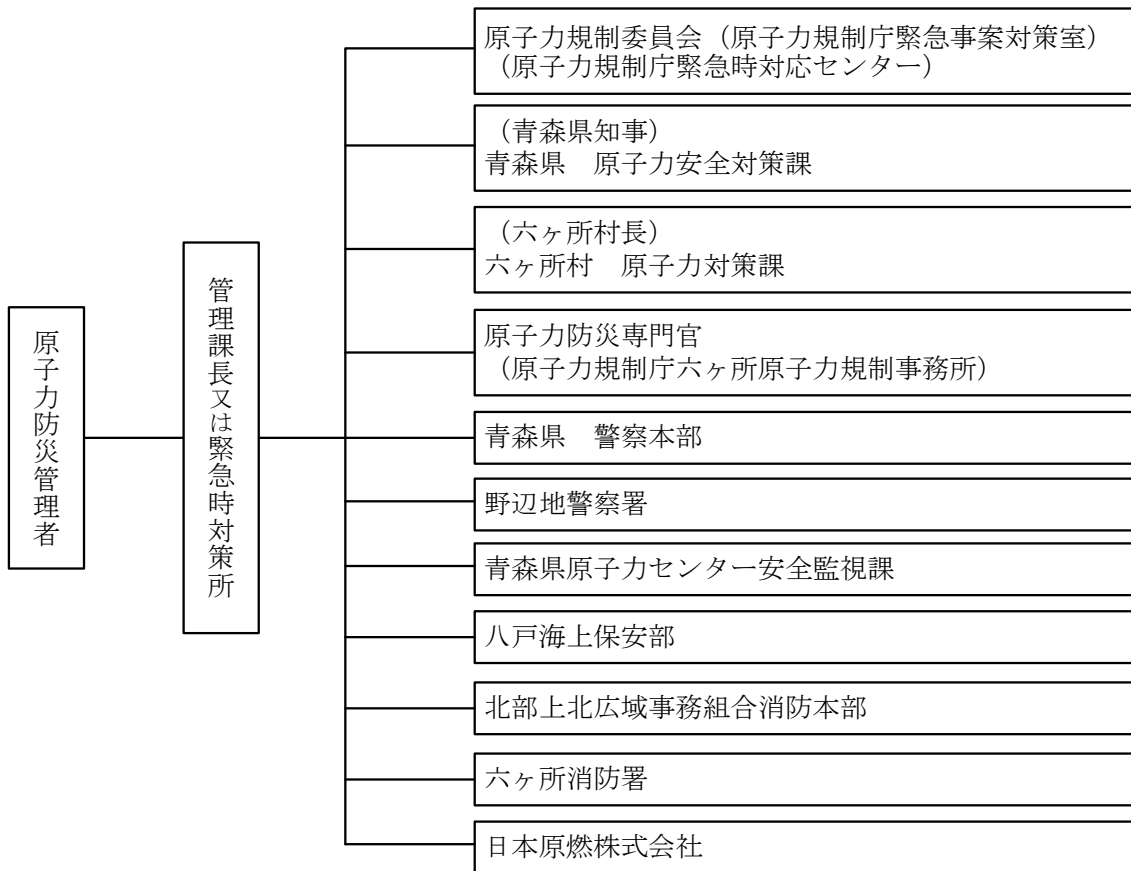 原子力防災管理者
管理課長又は緊急時対策所
原子力規制委員会（原子力規制庁緊急事案対策室）
（原子力規制庁緊急時対応センター）
（青森県知事）
青森県　原子力安全対策課
（六ヶ所村長）
六ヶ所村　原子力対策課
原子力防災専門官
（原子力規制庁六ヶ所原子力規制事務所）
青森県　警察本部
野辺地警察署
青森県原子力センター安全監視課
八戸海上保安部
北部上北広域事務組合消防本部
六ヶ所消防署
日本原燃株式会社